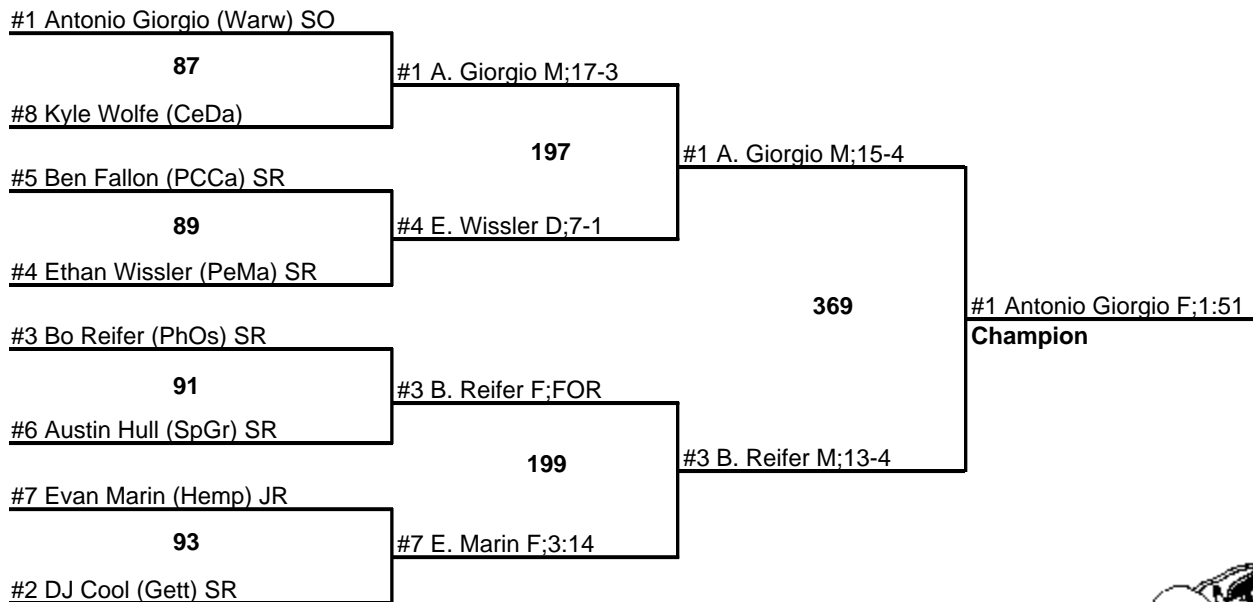 #1 Antonio Giorgio (Warw) SO
87
#1 A. Giorgio M;17-3
#8 Kyle Wolfe (CeDa)
197
#1 A. Giorgio M;15-4
#5 Ben Fallon (PCCa) SR
89
#4 E. Wissler D;7-1
#4 Ethan Wissler (PeMa) SR
369
#1 Antonio Giorgio F;1:51
Champion
#3 Bo Reifer (PhOs) SR
91
#3 B. Reifer F;FOR
#6 Austin Hull (SpGr) SR
199
#3 B. Reifer M;13-4
#7 Evan Marin (Hemp) JR
93
#7 E. Marin F;3:14
#2 DJ Cool (Gett) SR